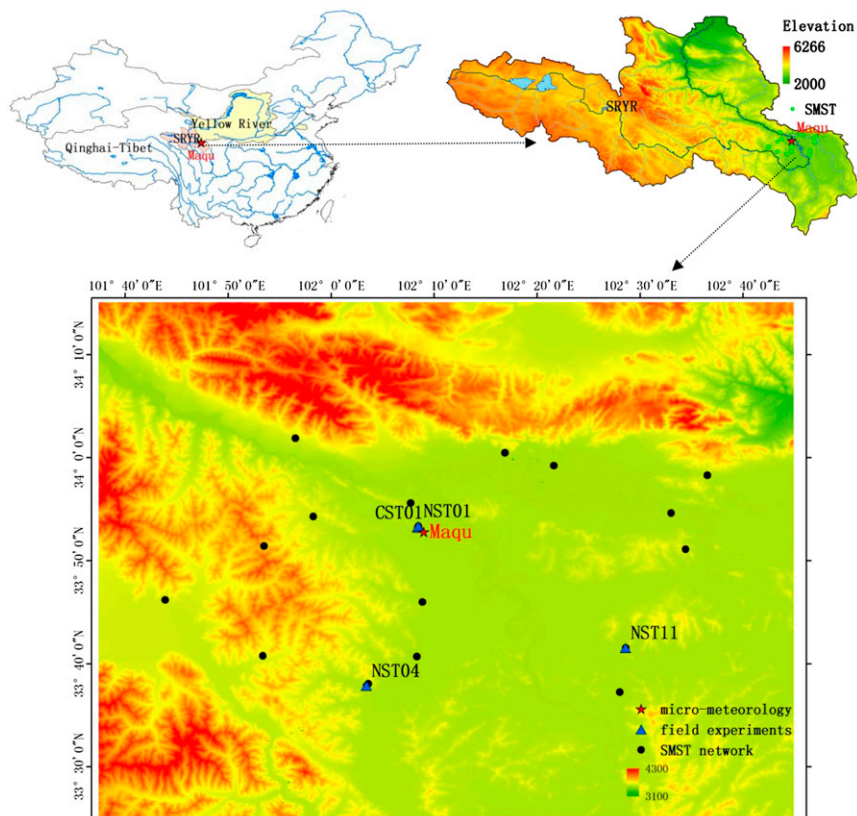 Yellow River
Qinghai-Tibet
SRYR
Maqu
Elevation
6266
2000
SMST
SRYR
Maqu
101° 40′ 0″E 101° 50′ 0″E 102° 0′ 0″E 102° 10′ 0″E 102° 20′ 0″E 102° 30′ 0″E 102° 40′ 0″E
34° 10′ 0″N
34° 0′ 0″N
33° 50′ 0″N
33° 40′ 0″N
33° 30′ 0″N
CST01 NST01
Maqu
NST11
NST04
micro-meteorology
field experiments
SMST network
4300
3100